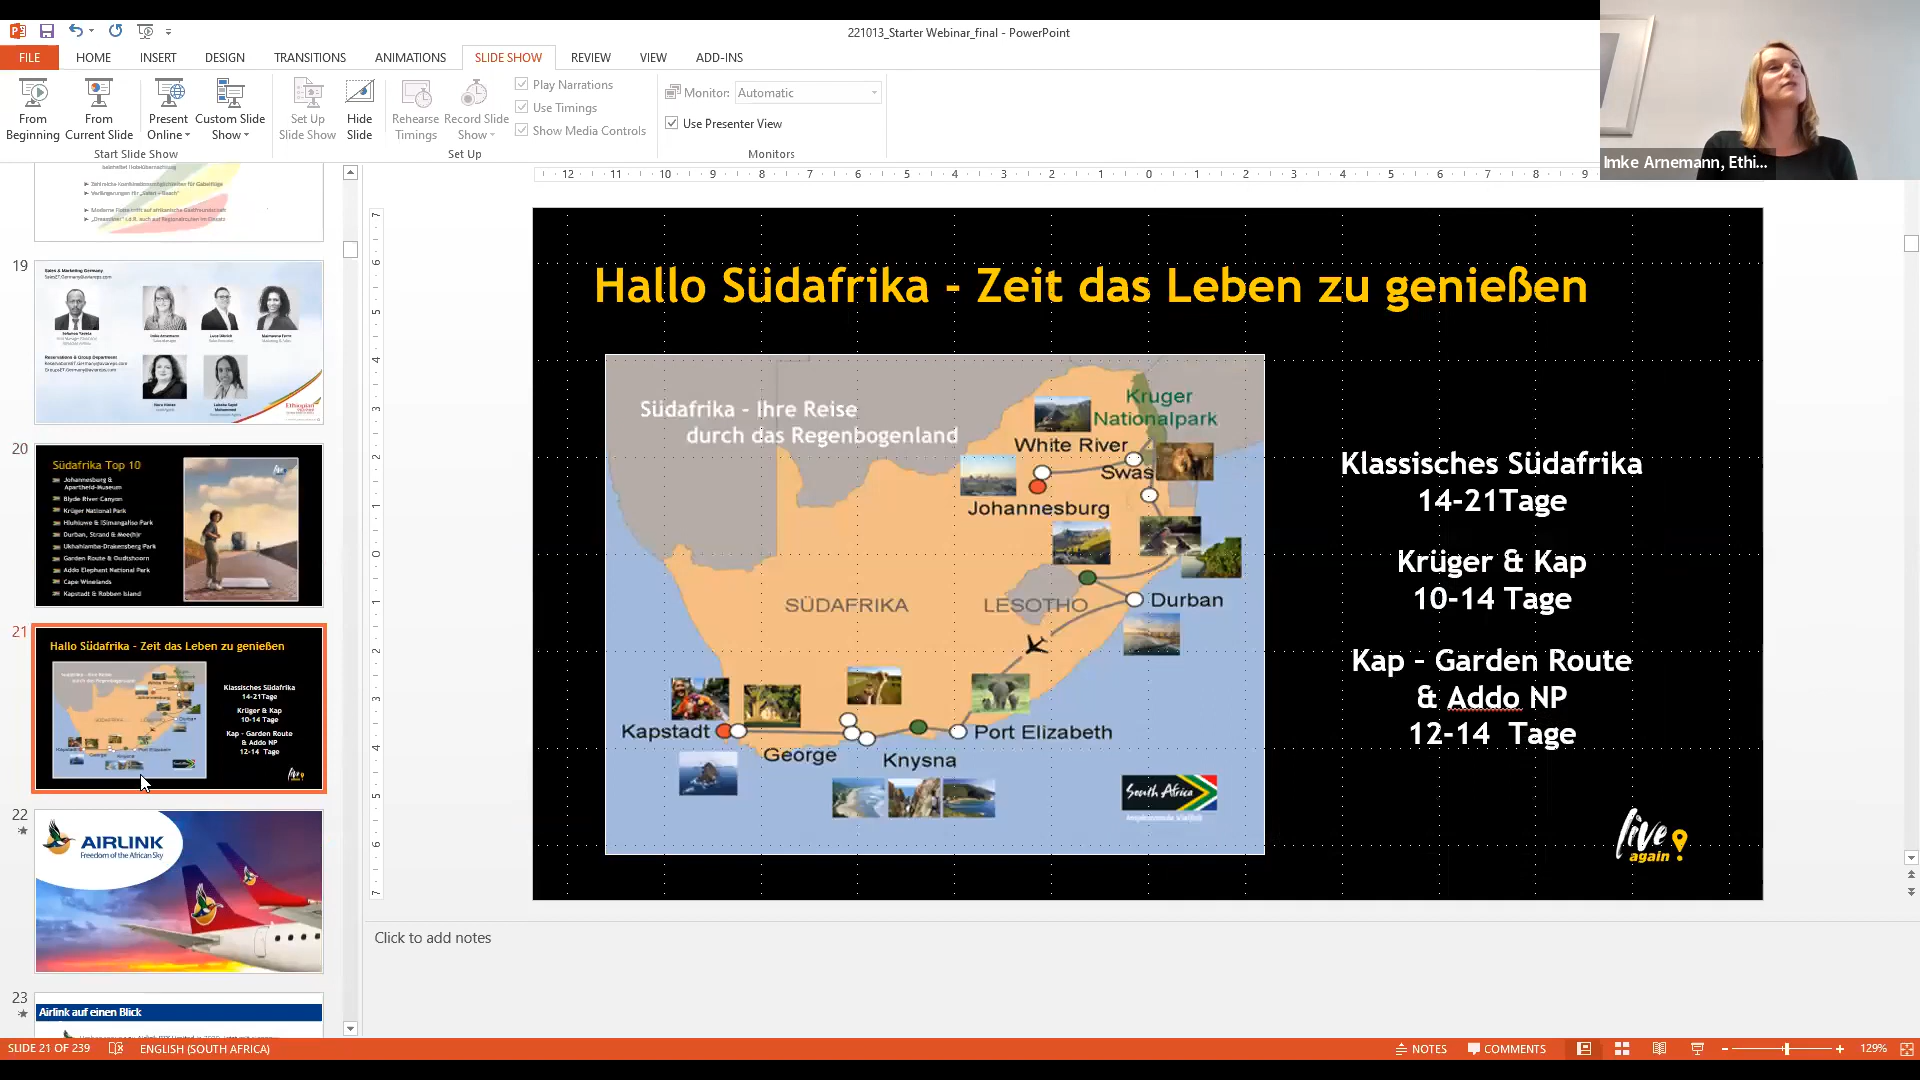 221013_Starter Webinar_final - PowerPoint
FILE HOME INSERT DESIGN TRANSITIONS ANIMATIONS SLIDE SHOW REVIEW VIEW ADD-INS
From Beginning
From Current Slide
Present Online
Custom Slide Show
Set Up Slide Show
Hide Slide
Rehearse Timings
Record Slide Show
Play Narrations
Use Timings
Show Media Controls
Monitor: Automatic
Use Presenter View
Start Slide Show
Set Up
Monitors
Imke Arnemann, Ethi...
19
Sales & Marketing Germany
20
Südafrika Top 10
Johannesburg &
Apartheid-Museum
Blyde River Canyon
Krüger National Park
Hluhluwe & iSimangaliso Park
Durban, Strand & Mee(h)r
Ukhahlamba-Drakensberg Park
Garden Route & Oudtshoorn
Addo Elephant National Park
Cape Winelands
Kapstadt & Robben Island
21
Hallo Südafrika - Zeit das Leben zu genießen
Klassisches Südafrika
14-21Tage
Krüger & Kap
10-14 Tage
Kap - Garden Route
& Addo NP
12-14 Tage
22
AIRLINK
Freedom of the African Sky
23
Airlink auf einen Blick
Hallo Südafrika - Zeit das Leben zu genießen
Südafrika - Ihre Reise
durch das Regenbogenland
Kruger
Nationalpark
White River
Swas
Johannesburg
SÜDAFRIKA
LESOTHO
Durban
Kapstadt
George
Knysna
Port Elizabeth
South Africa
Klassisches Südafrika
14-21Tage
Krüger & Kap
10-14 Tage
Kap - Garden Route
& Addo NP
12-14 Tage
live
again!
Click to add notes
SLIDE 21 OF 239 ENGLISH (SOUTH AFRICA) NOTES COMMENTS 129%